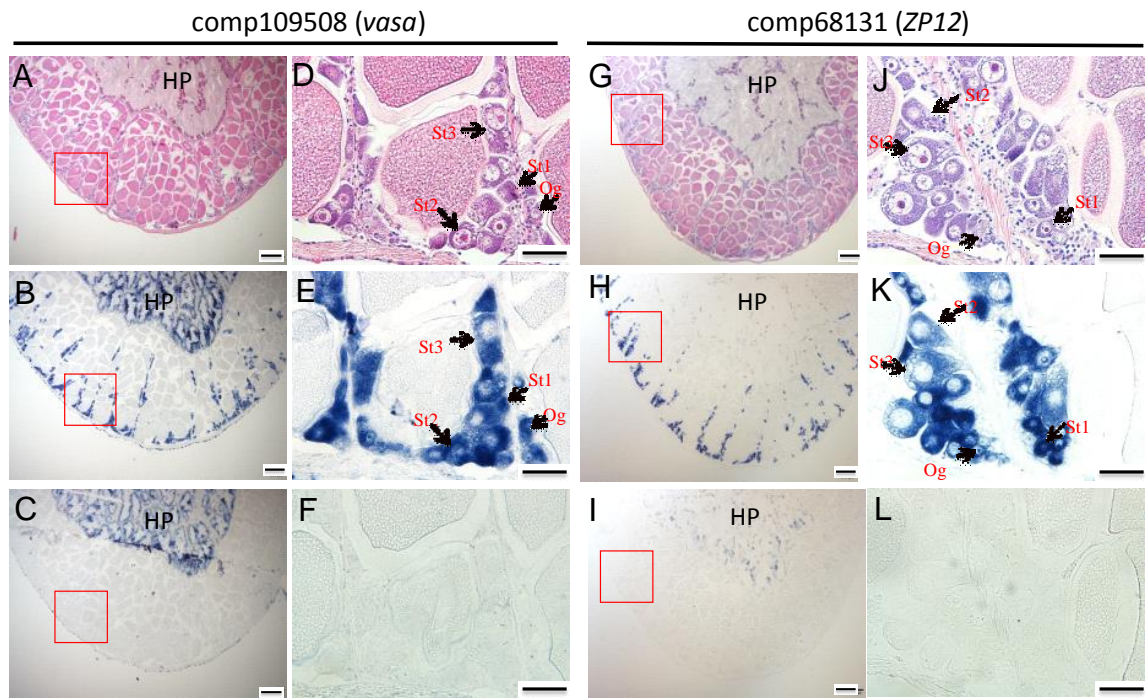 comp109508 (vasa)
comp68131 (ZP12)
A
HP
D
St3
St1
Og
St2
G
HP
J
St2
St3
St1
Og
B
HP
E
St3
St1
Og
St2
H
HP
K
St2
St3
St1
Og
C
HP
F
I
HP
L